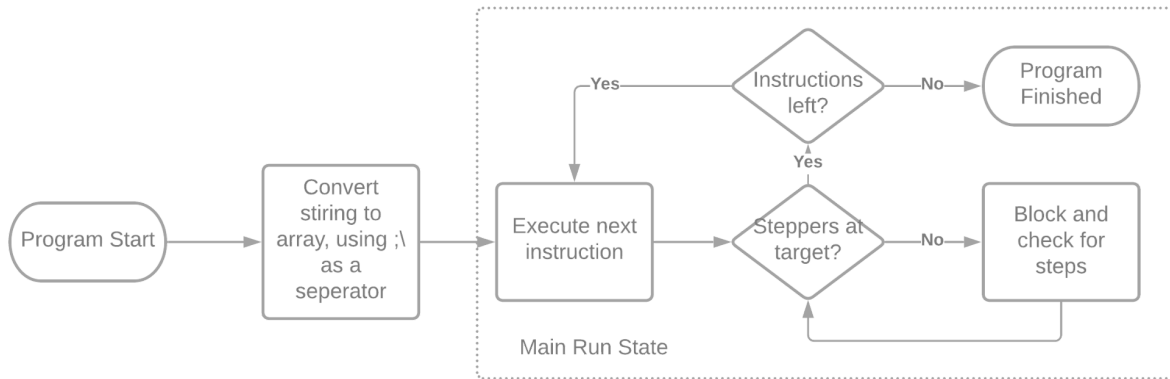 Program Start
Convert
stiring to
array, using ;\
as a
seperator
Execute next
instruction
Steppers at
target?
Yes
No
Block and
check for
steps
Instructions
left?
Yes
No
Program
Finished
Main Run State